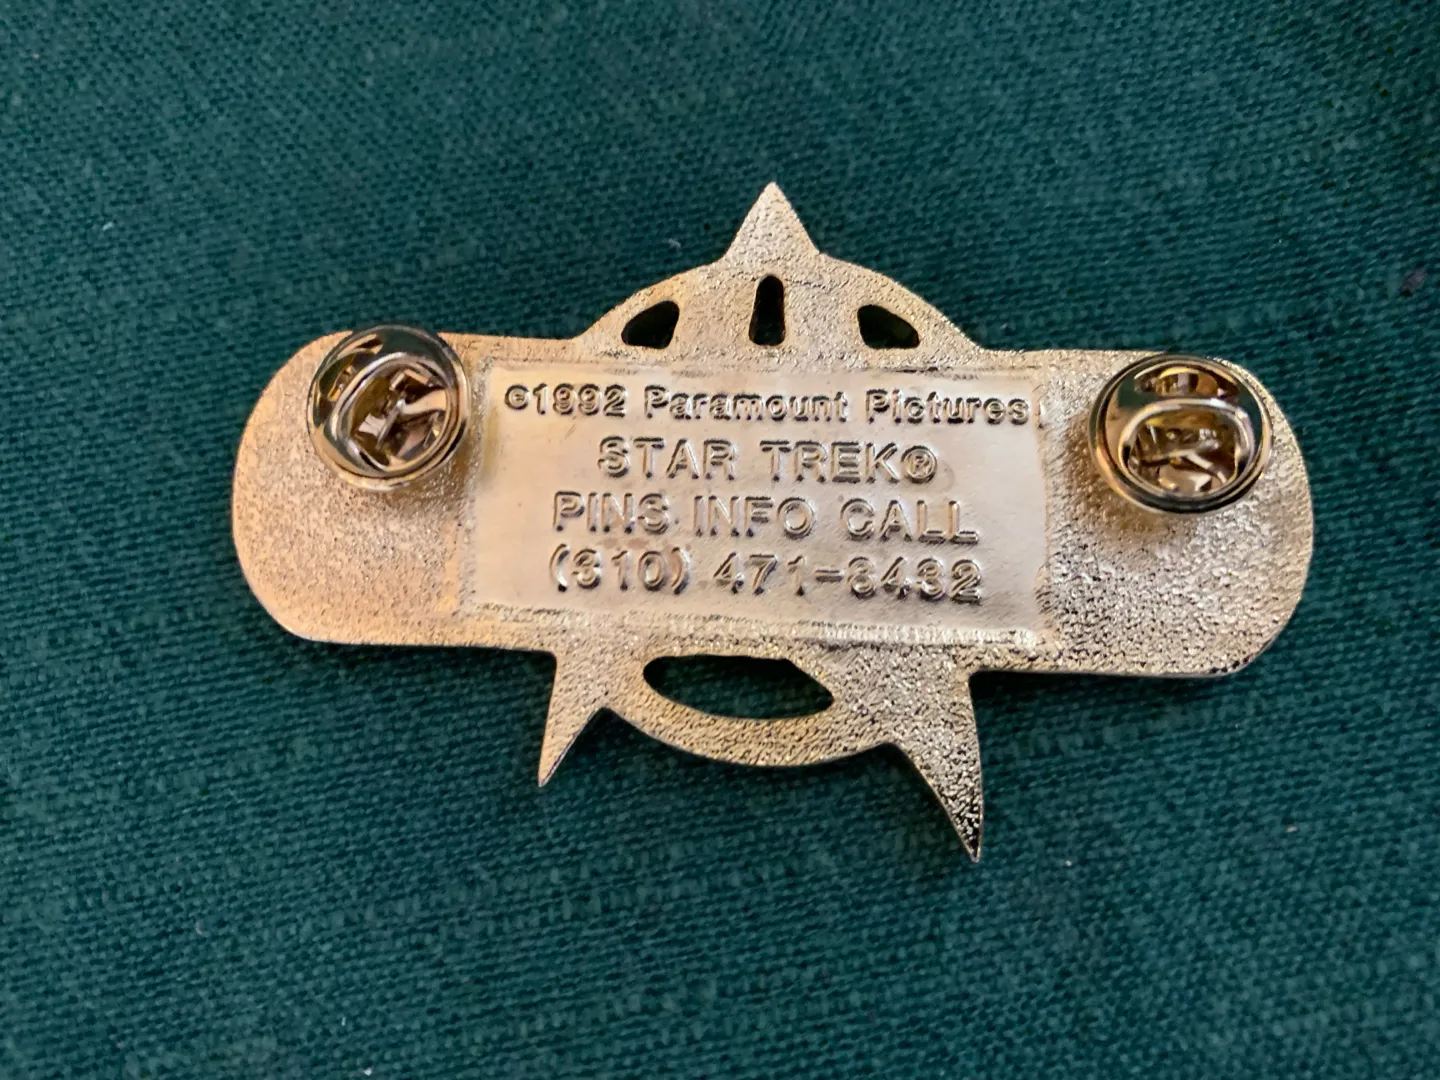 ©1992 Paramount Pictures
STAR TREK®
PINS INFO CALL
(310) 471-8432